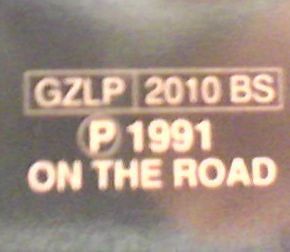 GZLP 2010 BS
℗ 1991
ON THE ROAD